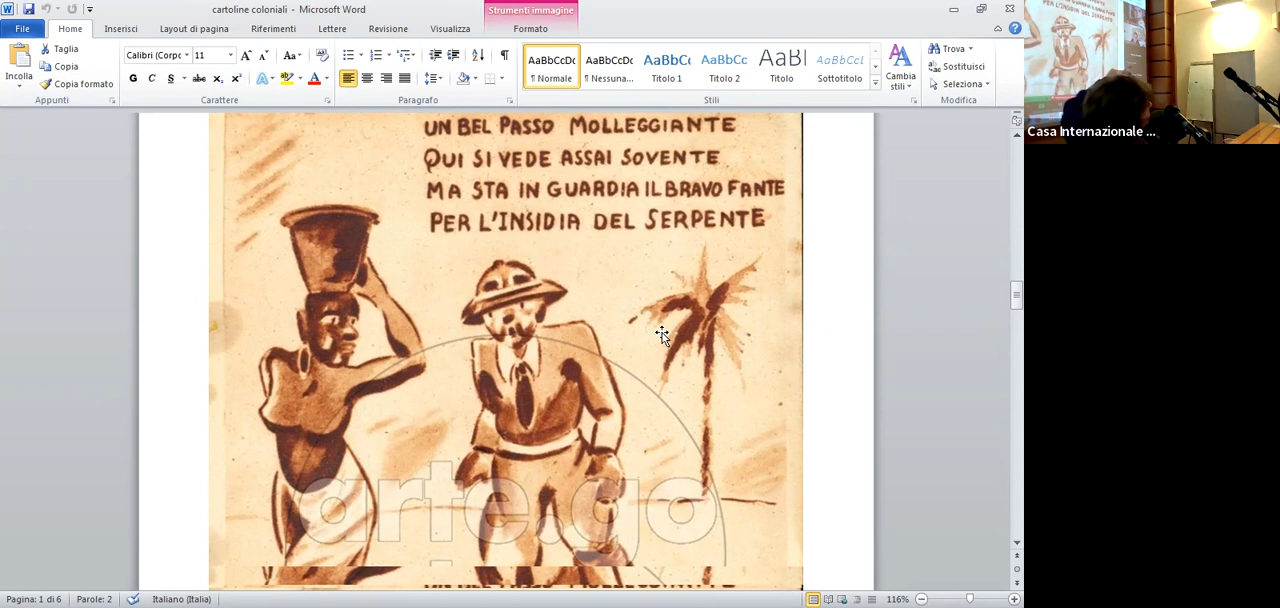 cartoline coloniali - Microsoft Word
Strumenti immagine
File
Home
Inserisci
Layout di pagina
Riferimenti
Lettere
Revisione
Visualizza
Formato
Incolla
Taglia
Copia
Copia formato
Appunti
Calibri (Corpo
11
Carattere
Paragrafo
AaBbCcDc
¶ Normale
AaBbCcDc
¶ Nessuna...
AaBbCc
Titolo 1
AaBbCc
Titolo 2
AaBl
Titolo
AaBbCcl
Sottotitolo
Stili
Cambia
stili
Trova
Sostituisci
Seleziona
Modifica
UN BEL PASSO MOLLEGGIANTE
QUI SI VEDE ASSAI SOVENTE
MA STA IN GUARDIA IL BRAVO FANTE
PER L'INSIDIA DEL SERPENTE
arte.go
Casa Internazionale ...
Pagina: 1 di 6
Parole: 2
Italiano (Italia)
116%